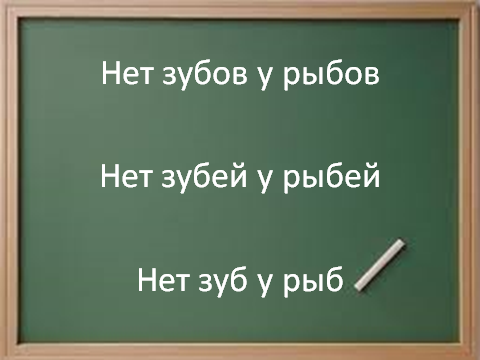 Нет зубов у рыбов
Нет зубей у рыбей
Нет зуб у рыб